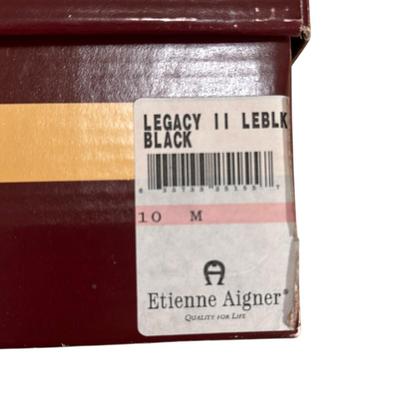 LEGACY II LEBLK
BLACK
10 M
Etienne Aigner®
QUALITY FOR LIFE